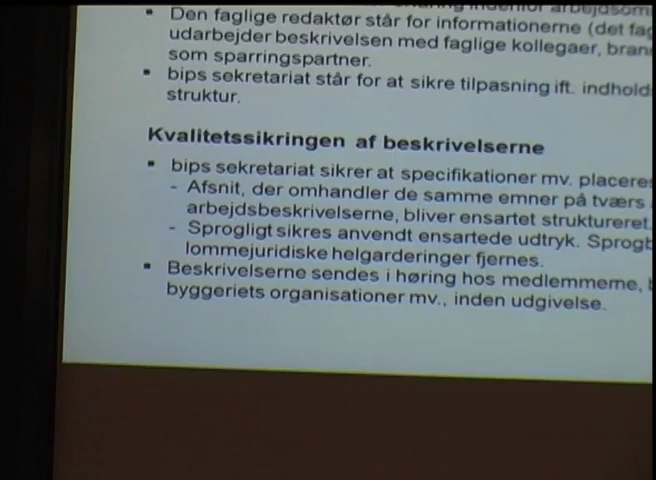 indenfor arbejdsom
▪ Den faglige redaktør står for informationerne (det fag
udarbejder beskrivelsen med faglige kollegaer, bran
som sparringspartner.
▪ bips sekretariat står for at sikre tilpasning ift. indhold
struktur.
Kvalitetssikringen af beskrivelserne
▪ bips sekretariat sikrer at specifikationer mv. placeres
- Afsnit, der omhandler de samme emner på tværs
arbejdsbeskrivelserne, bliver ensartet struktureret.
- Sprogligt sikres anvendt ensartede udtryk. Sprogb
lommejuridiske helgarderinger fjernes.
▪ Beskrivelserne sendes i høring hos medlemmerne, b
byggeriets organisationer mv., inden udgivelse.